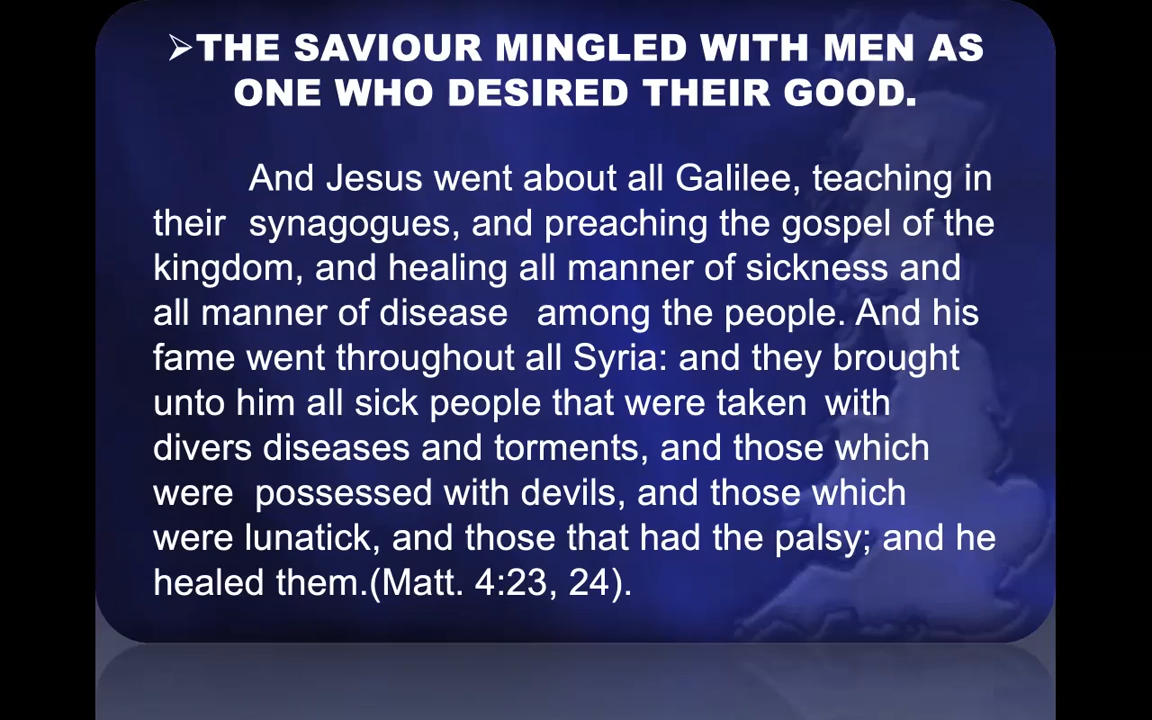 ➢THE SAVIOUR MINGLED WITH MEN AS
ONE WHO DESIRED THEIR GOOD.
And Jesus went about all Galilee, teaching in
their synagogues, and preaching the gospel of the
kingdom, and healing all manner of sickness and
all manner of disease among the people. And his
fame went throughout all Syria: and they brought
unto him all sick people that were taken with
divers diseases and torments, and those which
were possessed with devils, and those which
were lunatick, and those that had the palsy; and he
healed them.(Matt. 4:23, 24).